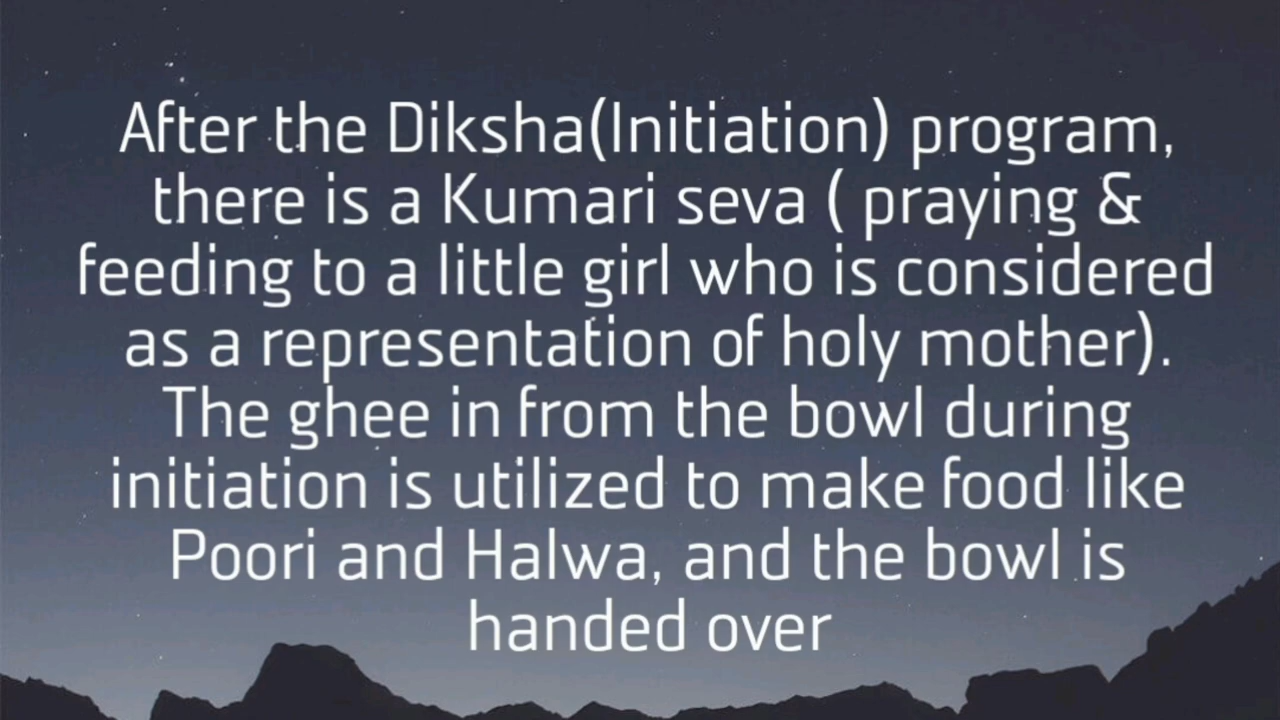 After the Diksha(Initiation) program,
there is a Kumari seva ( praying &
feeding to a little girl who is considered
as a representation of holy mother).
The ghee in from the bowl during
initiation is utilized to make food like
Poori and Halwa, and the bowl is
handed over